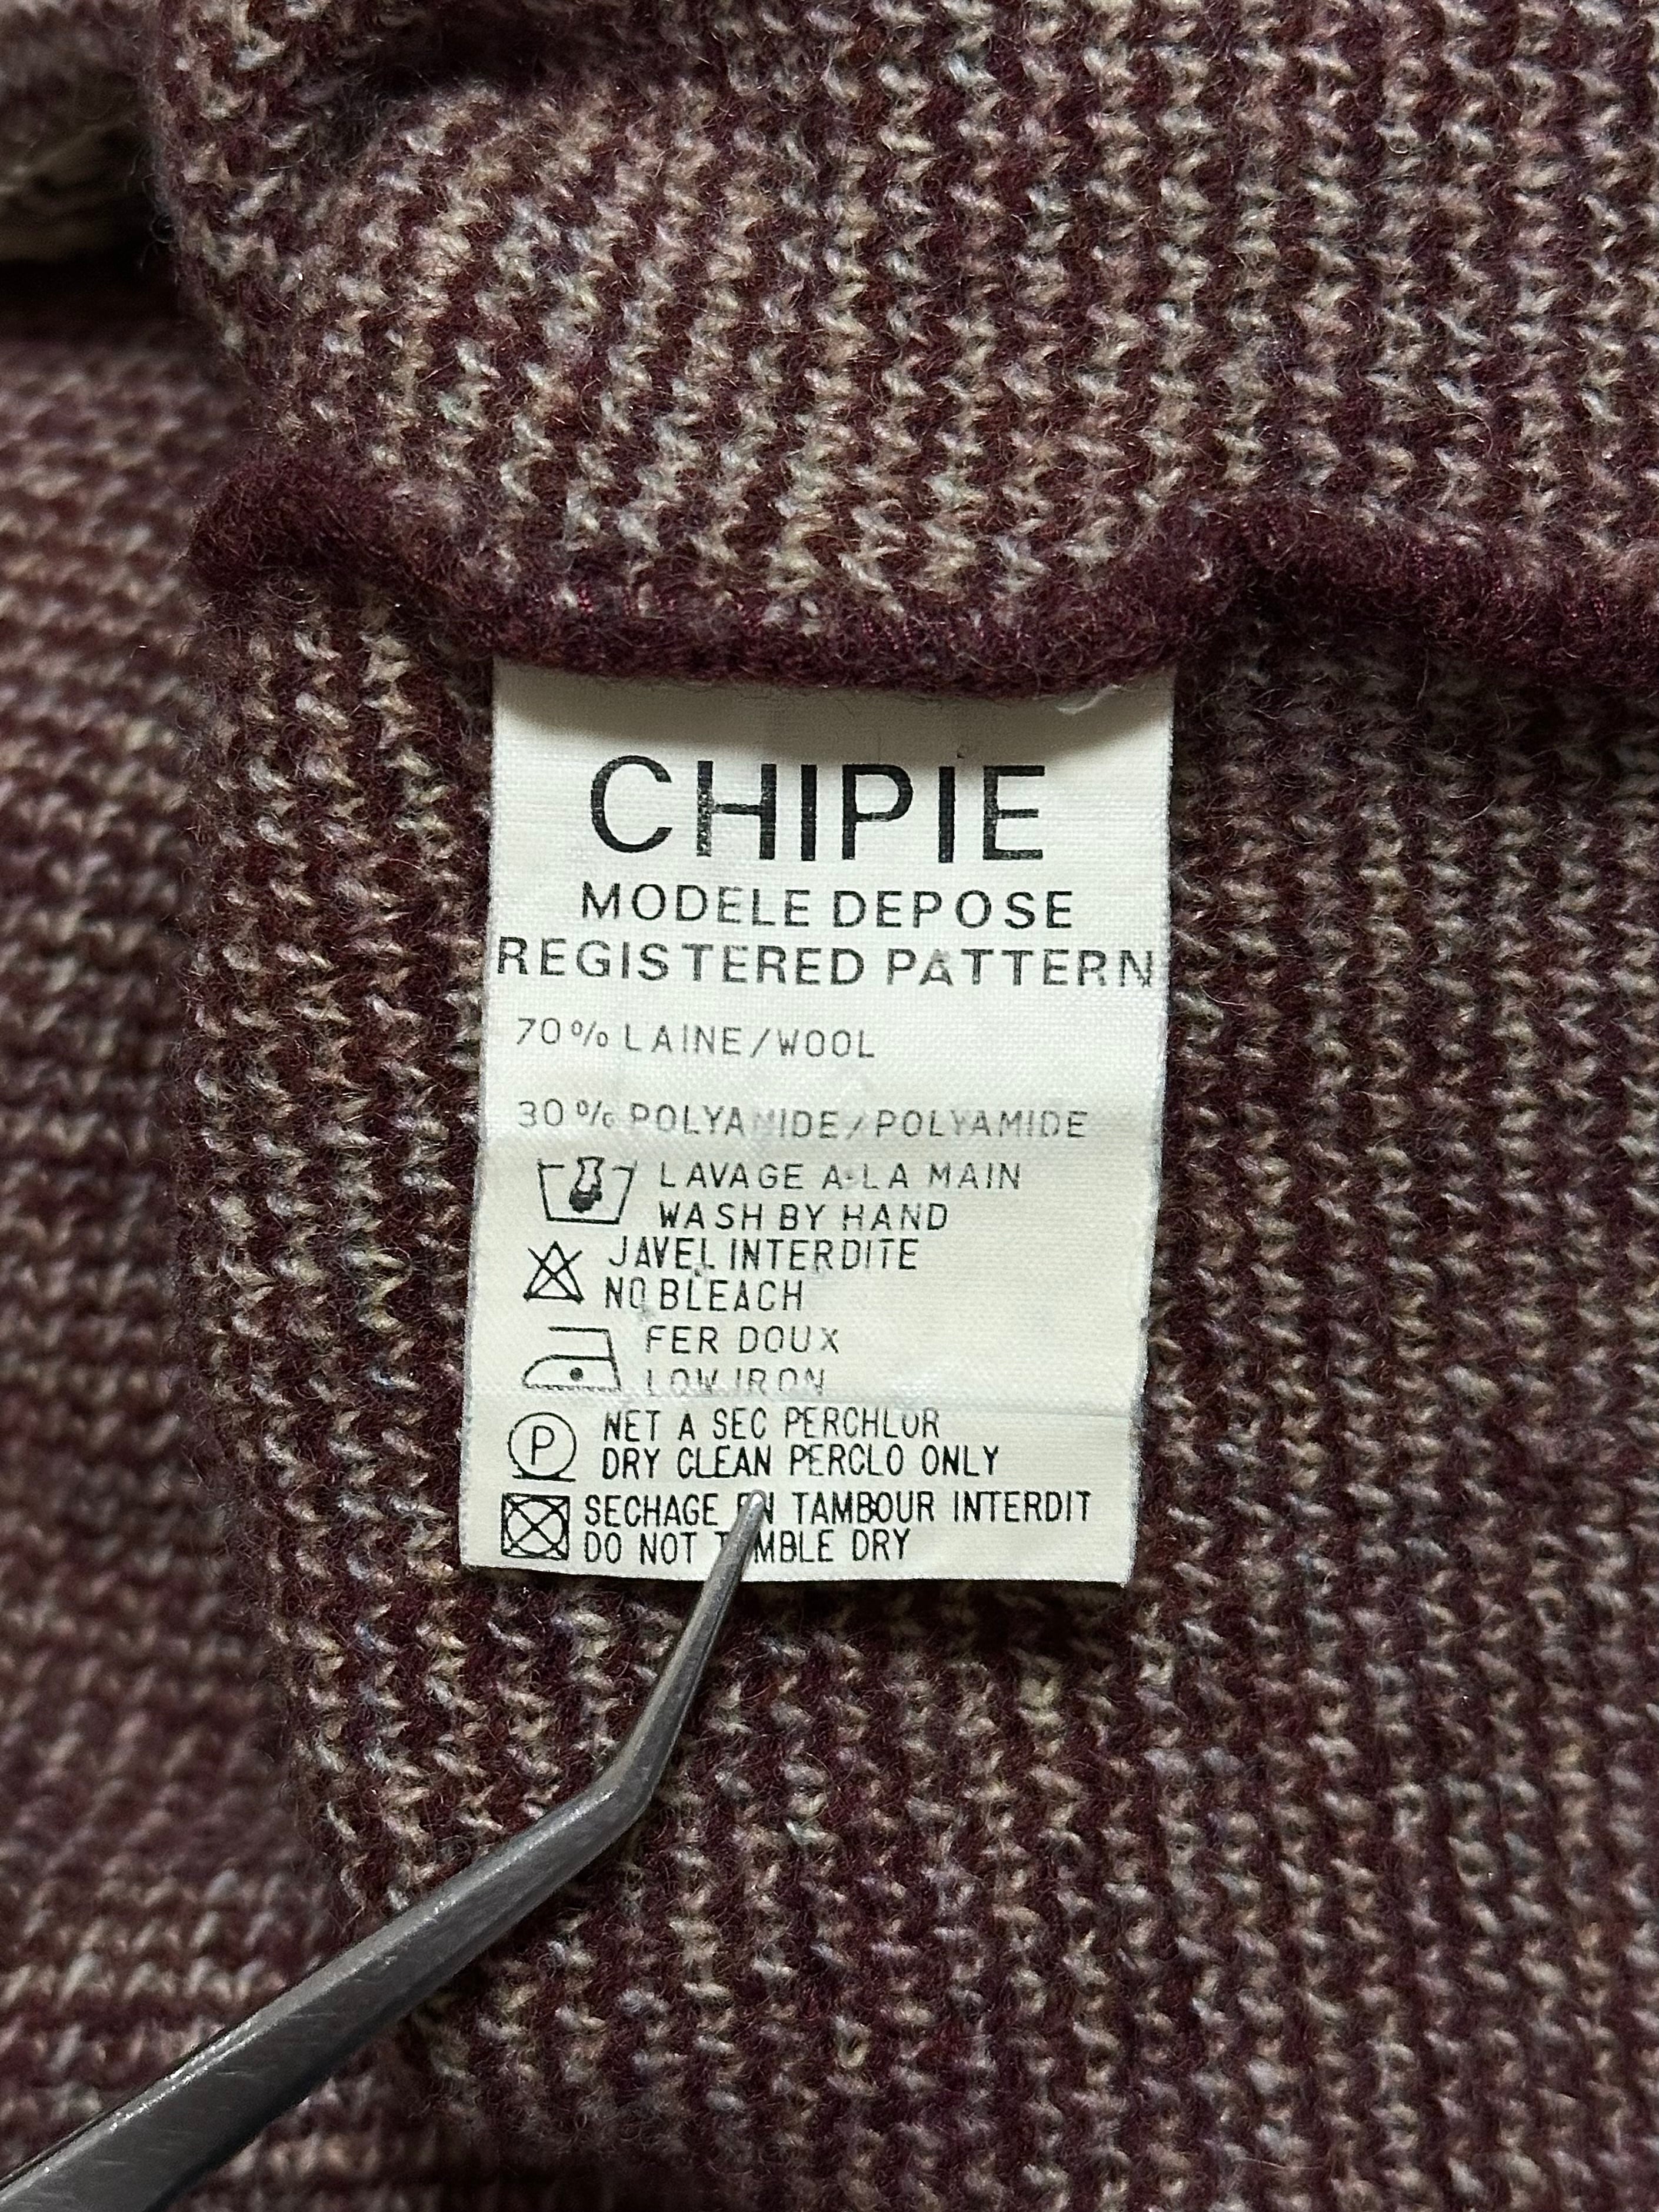 CHIPIE
MODELE DEPOSE
REGISTERED PATTERN
70% LAINE/WOOL
30% POLYAMIDE/POLYAMIDE
LAVAGE A-LA MAIN
WASH BY HAND
JAVEL INTERDITE
NO BLEACH
FER DOUX
LOW IRON
P
NET A SEC PERCHLOR
DRY CLEAN PERCLO ONLY
SECHAGE EN TAMBOUR INTERDIT
DO NOT TUMBLE DRY